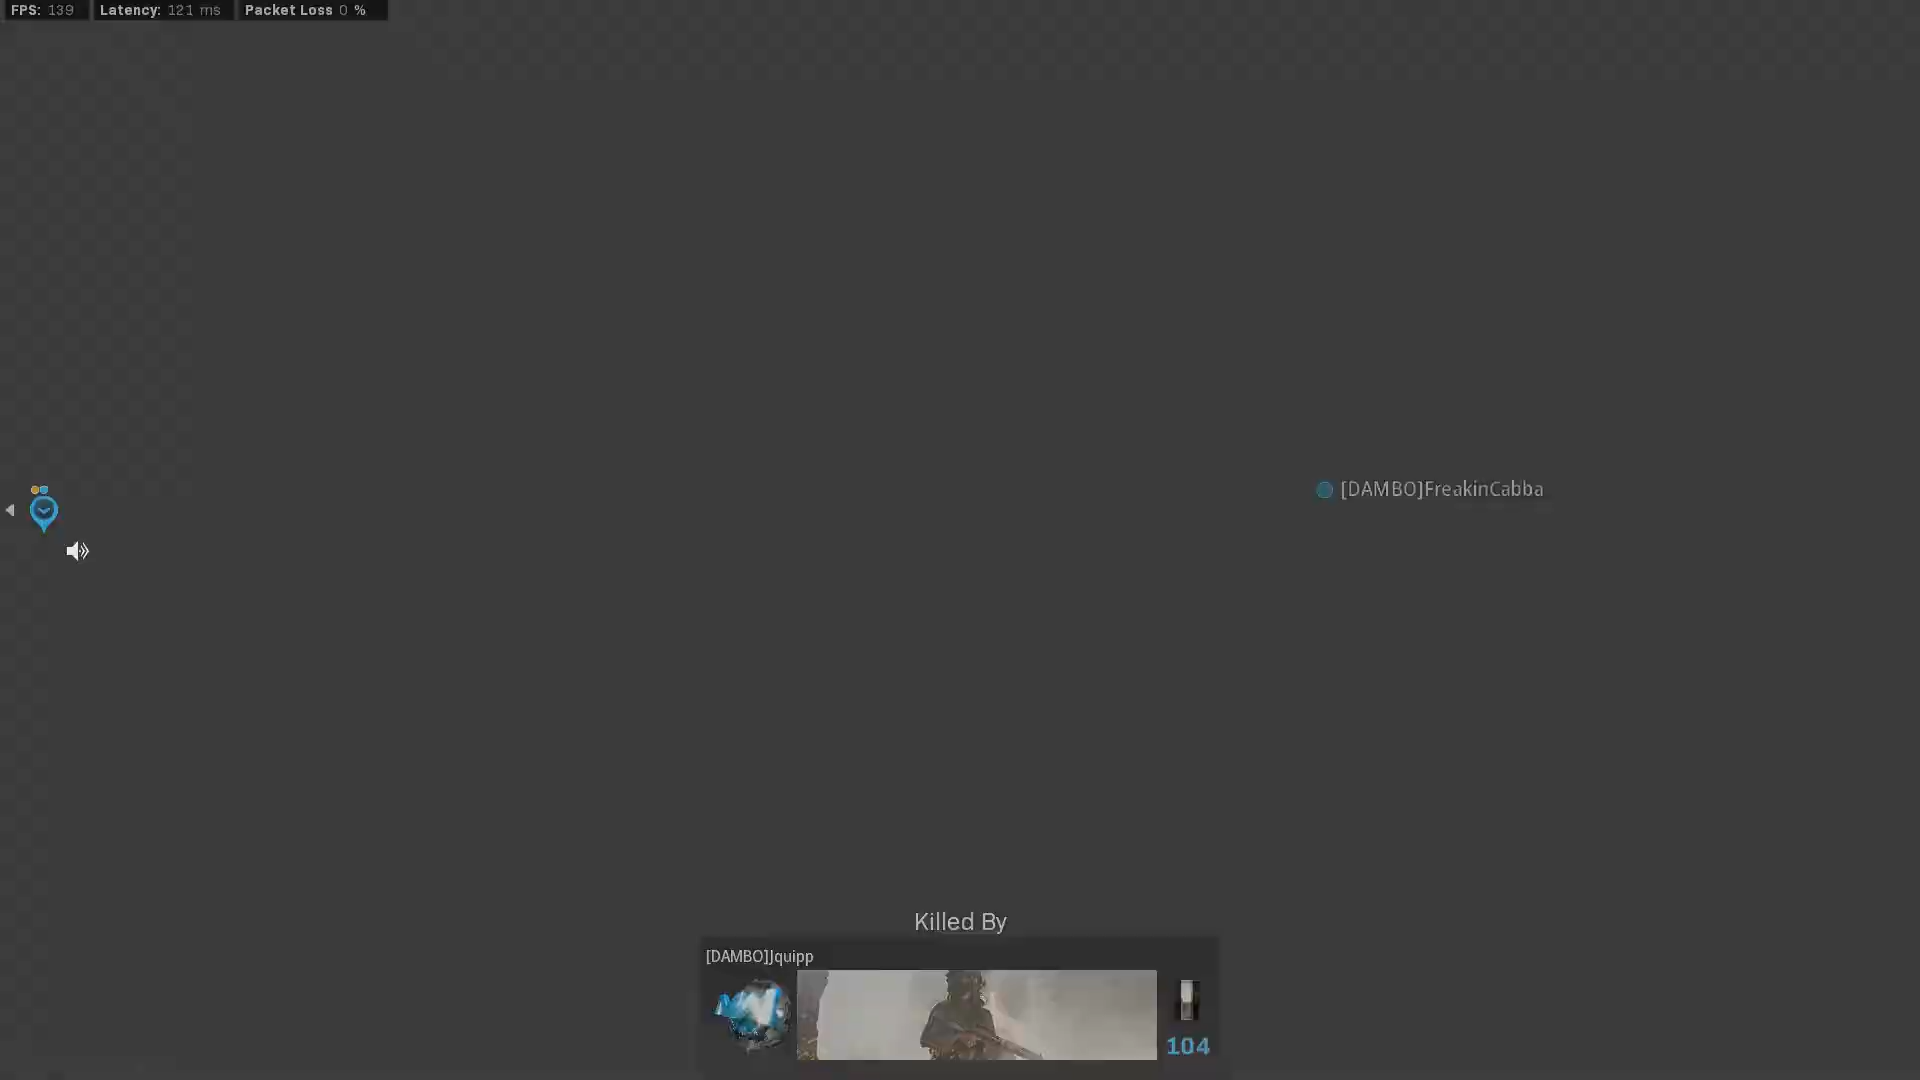 FPS: 139 Latency: 121 ms Packet Loss 0 %
[DAMBO]FreakinCabba
Killed By
[DAMBO]Jquipp
104